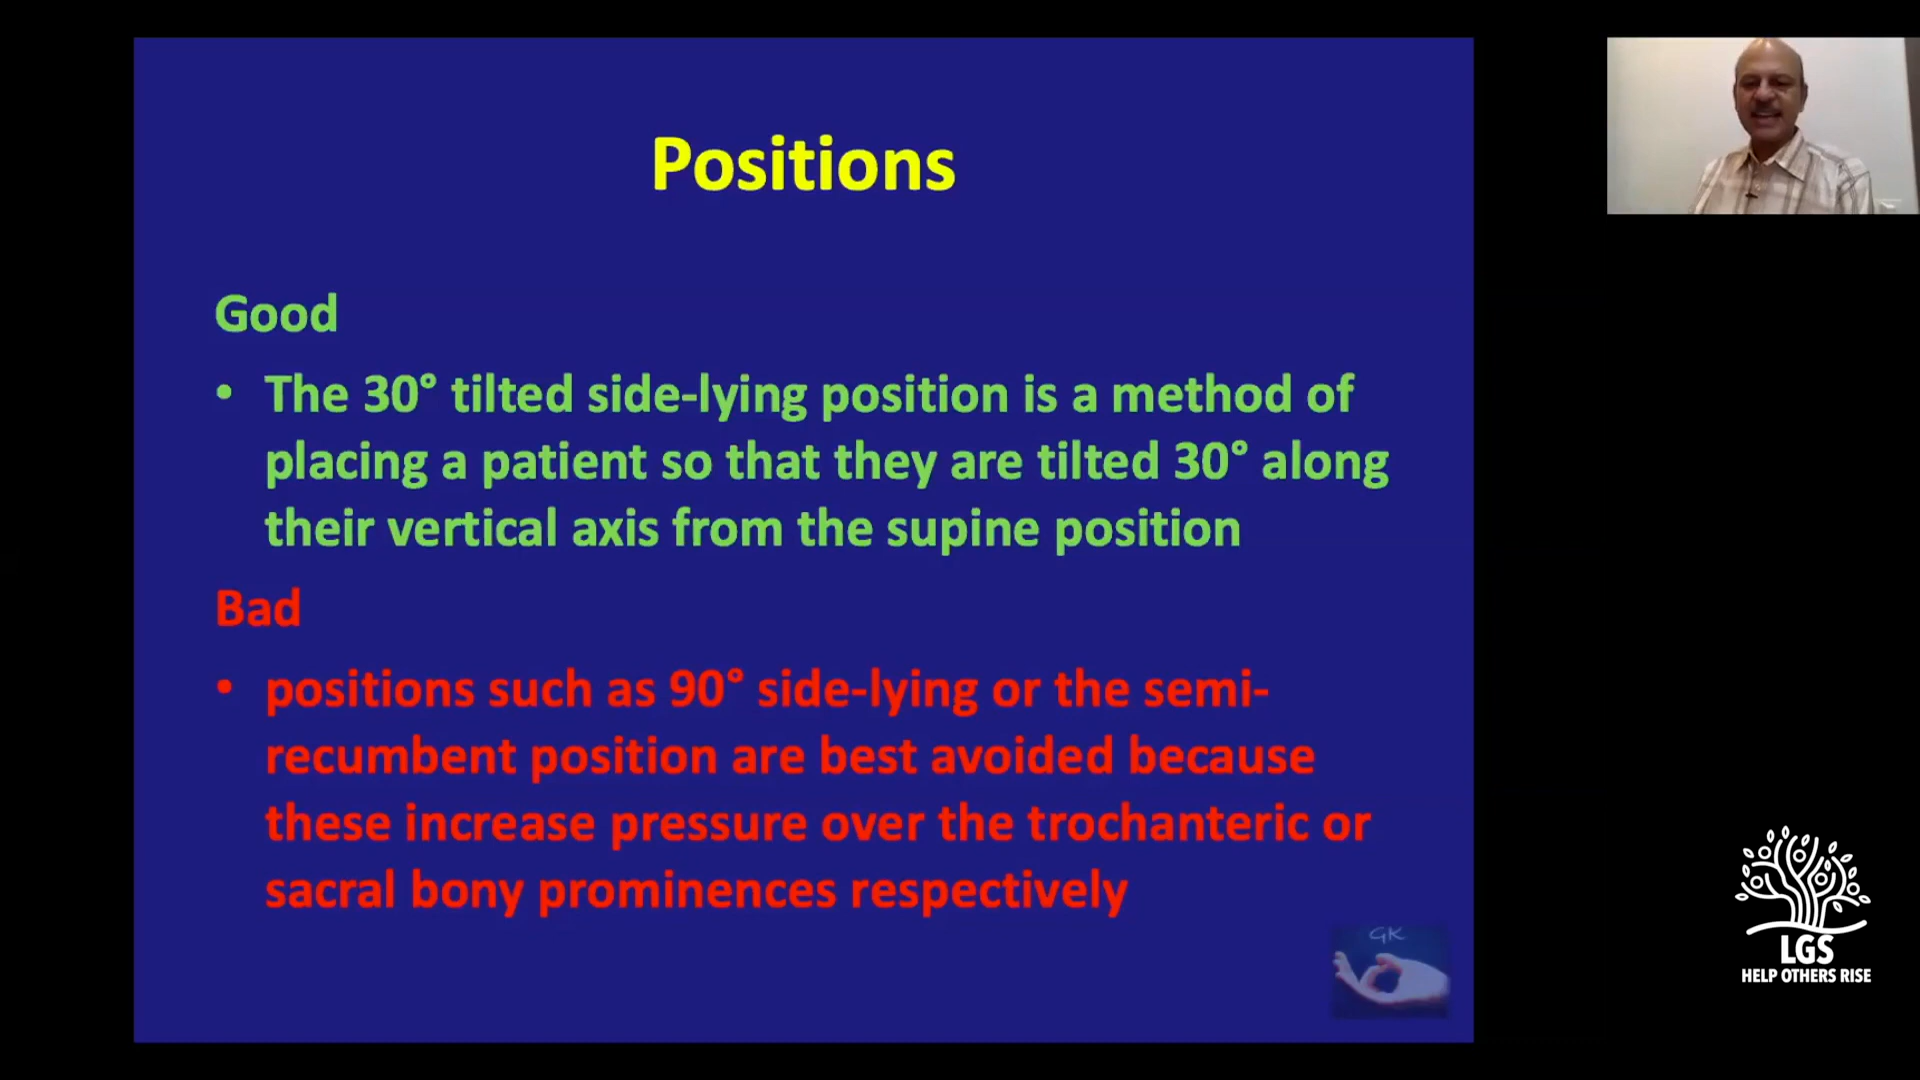 Positions
Good
• The 30° tilted side-lying position is a method of
placing a patient so that they are tilted 30° along
their vertical axis from the supine position
Bad
• positions such as 90° side-lying or the semi-
recumbent position are best avoided because
these increase pressure over the trochanteric or
sacral bony prominences respectively
GK
LGS
HELP OTHERS RISE